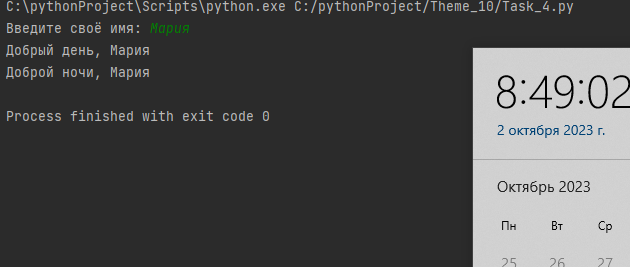 C:\pythonProject\Scripts\python.exe C:/pythonProject/Theme_10/Task_4.py
Введите своё имя: Мария
Добрый день, Мария
Доброй ночи, Мария
Process finished with exit code 0
8:49:02
2 октября 2023 г.
Октябрь 2023
Пн Вт Ср
25 26 27